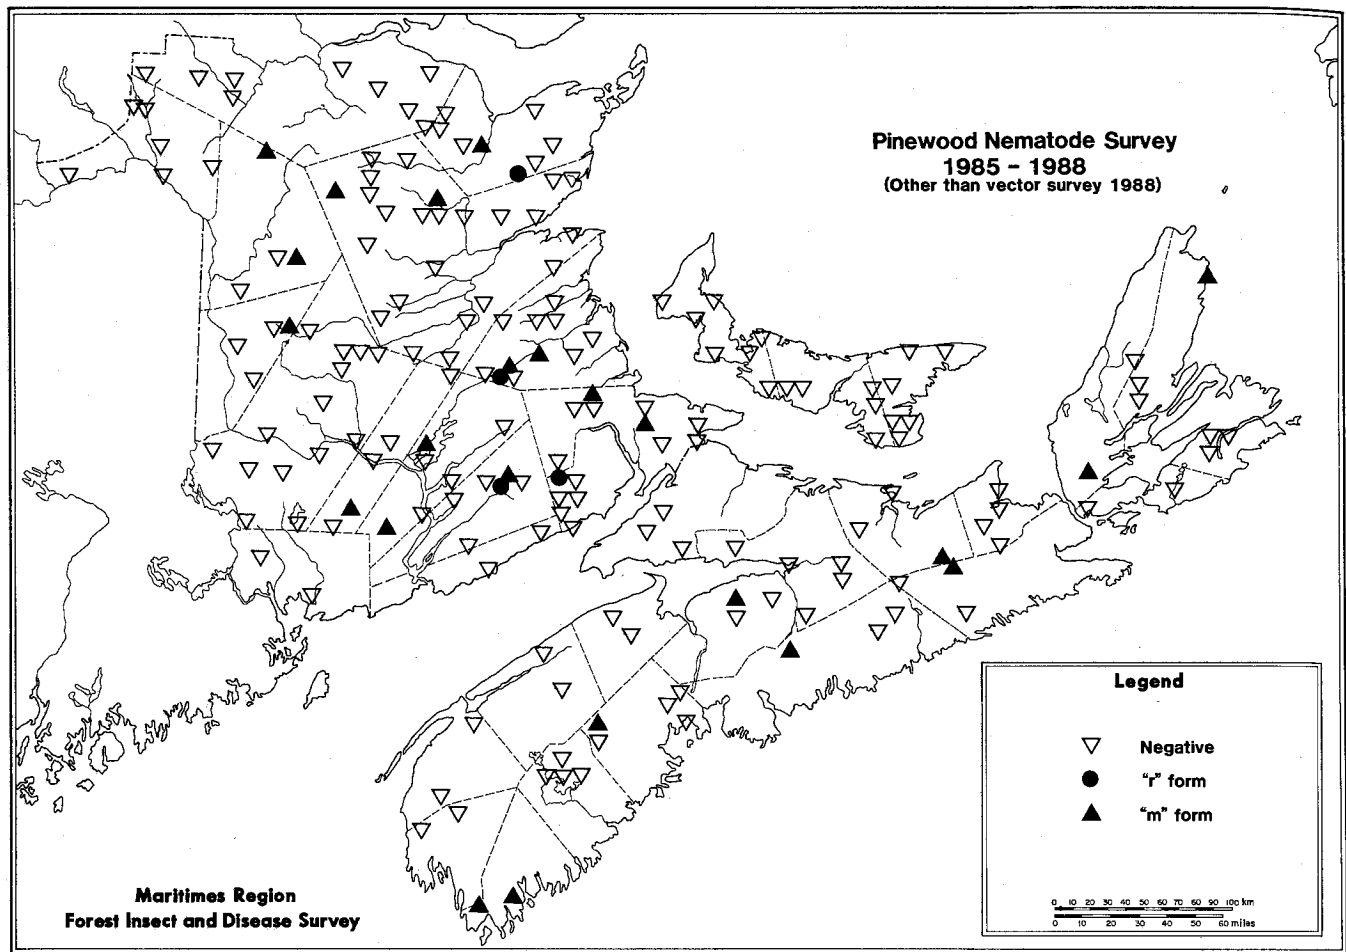 Pinewood Nematode Survey
1985 - 1988
(Other than vector survey 1988)
Legend
Negative
"r" form
"m" form
0 10 20 30 40 50 60 70 80 90 100 km
0 10 20 30 40 50 60 miles
Maritimes Region
Forest Insect and Disease Survey